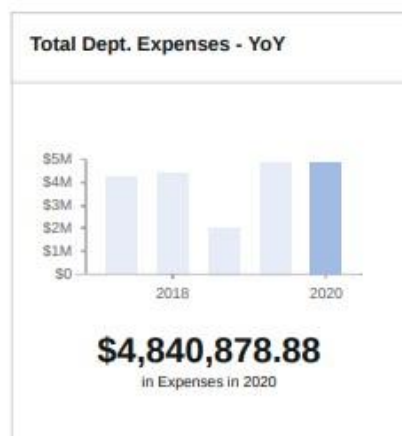 Total Dept. Expenses - YoY
$5M
$4M
$3M
$2M
$1M
$0
2018 2020
$4,840,878.88
in Expenses in 2020